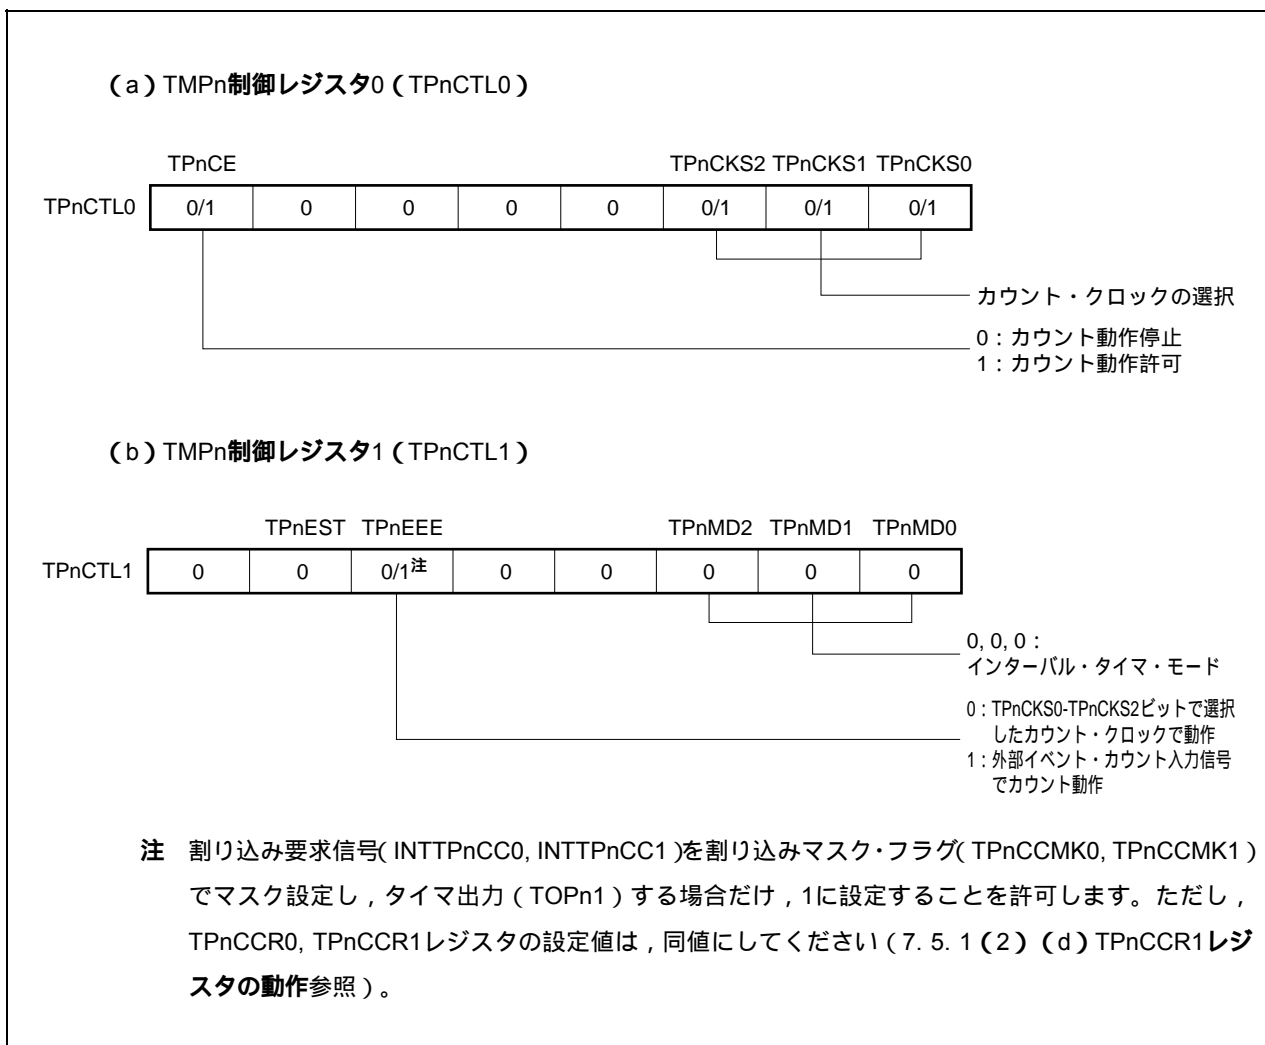 （a）TMPn制御レジスタ0（TPnCTL0）
TPnCE TPnCKS2 TPnCKS1 TPnCKS0
TPnCTL0 0/1 0 0 0 0 0/1 0/1 0/1
カウント・クロックの選択
0：カウント動作停止
1：カウント動作許可
（b）TMPn制御レジスタ1（TPnCTL1）
TPnEST TPnEEE TPnMD2 TPnMD1 TPnMD0
TPnCTL1 0 0 0/1注 0 0 0 0 0
0, 0, 0：
インターバル・タイマ・モード
0：TPnCKS0-TPnCKS2ビットで選択
したカウント・クロックで動作
1：外部イベント・カウント入力信号
でカウント動作
注 割り込み要求信号（INTTPnCC0, INTTPnCC1）を割り込みマスク・フラグ（TPnCCMK0, TPnCCMK1）
でマスク設定し，タイマ出力（TOPn1）する場合だけ，1に設定することを許可します。ただし，
TPnCCR0, TPnCCR1レジスタの設定値は，同値にしてください（7. 5. 1（2）（d）TPnCCR1レジ
スタの動作参照）。